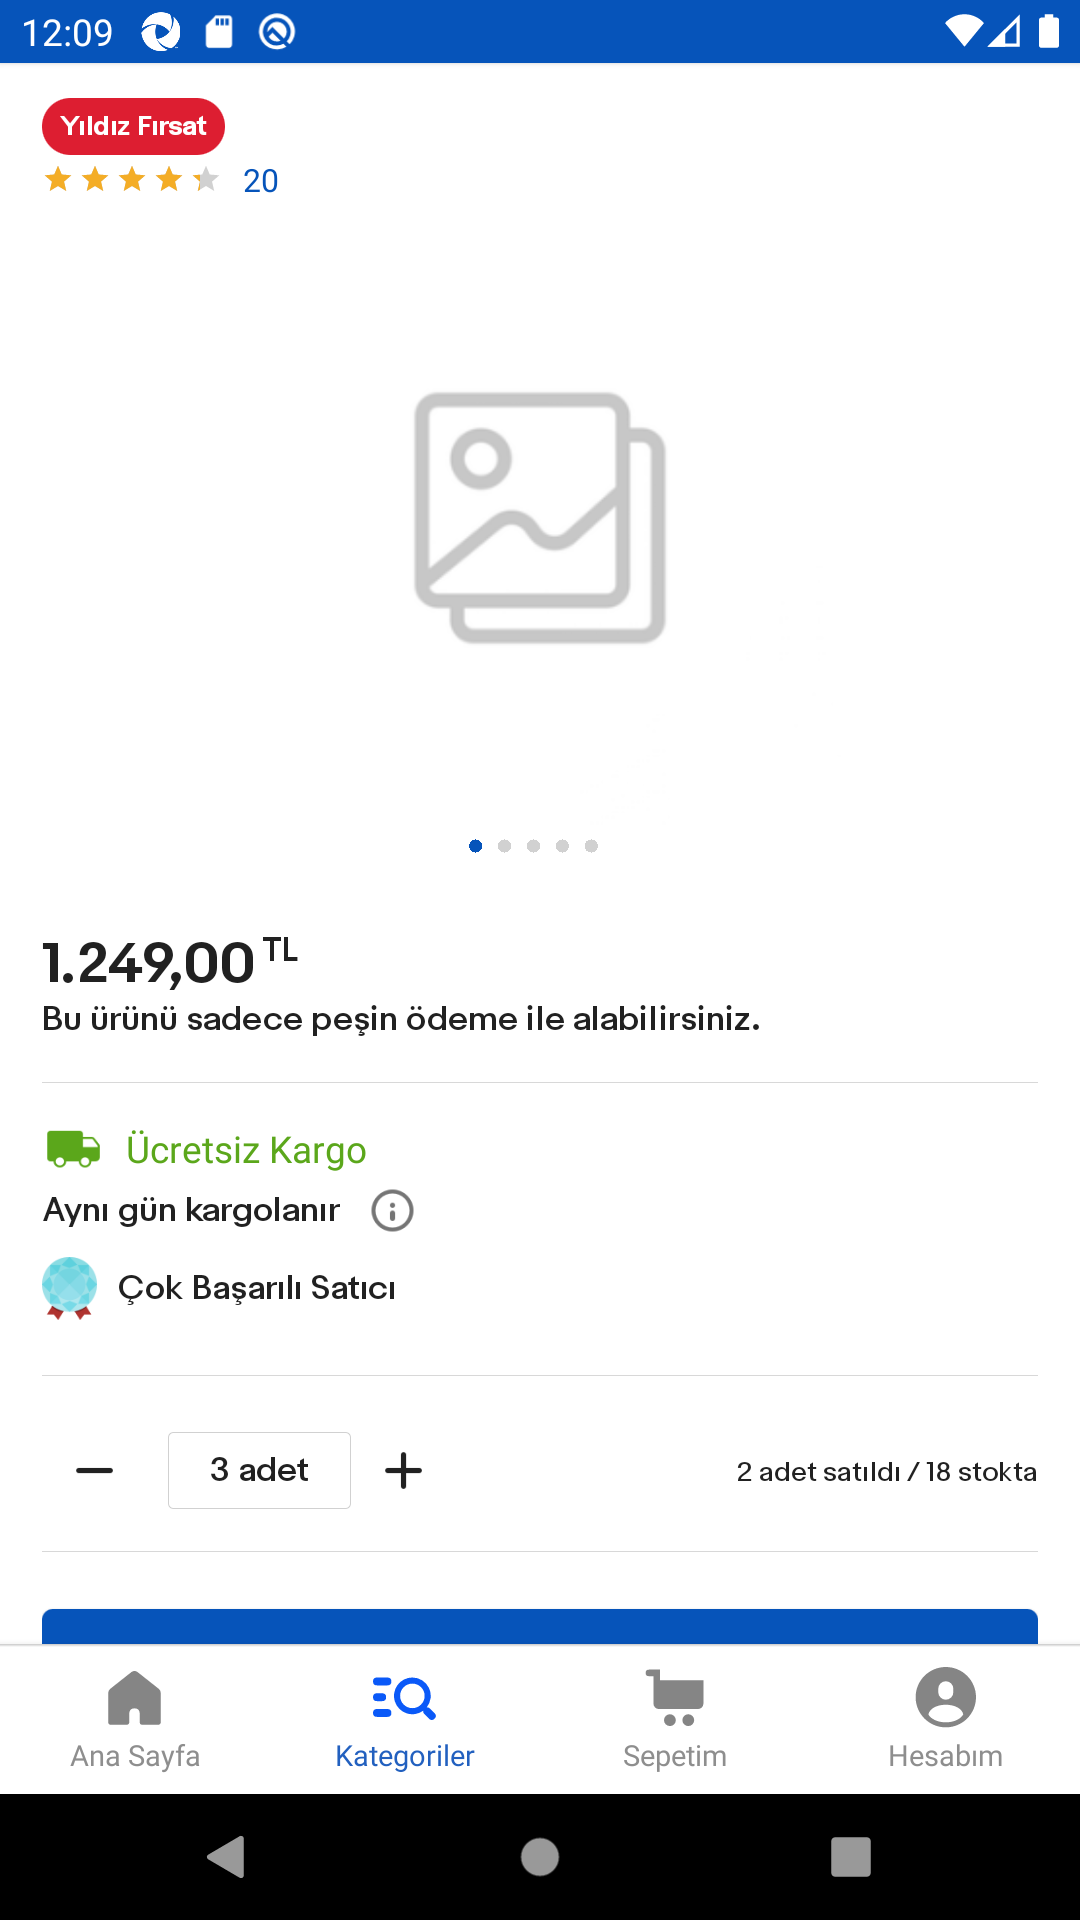 12:09
Yıldız Fırsat
20
1.249,00 TL
Bu ürünü sadece peşin ödeme ile alabilirsiniz.
Ücretsiz Kargo
Aynı gün kargolanır
Çok Başarılı Satıcı
3 adet
2 adet satıldı / 18 stokta
Ana Sayfa
Kategoriler
Sepetim
Hesabım